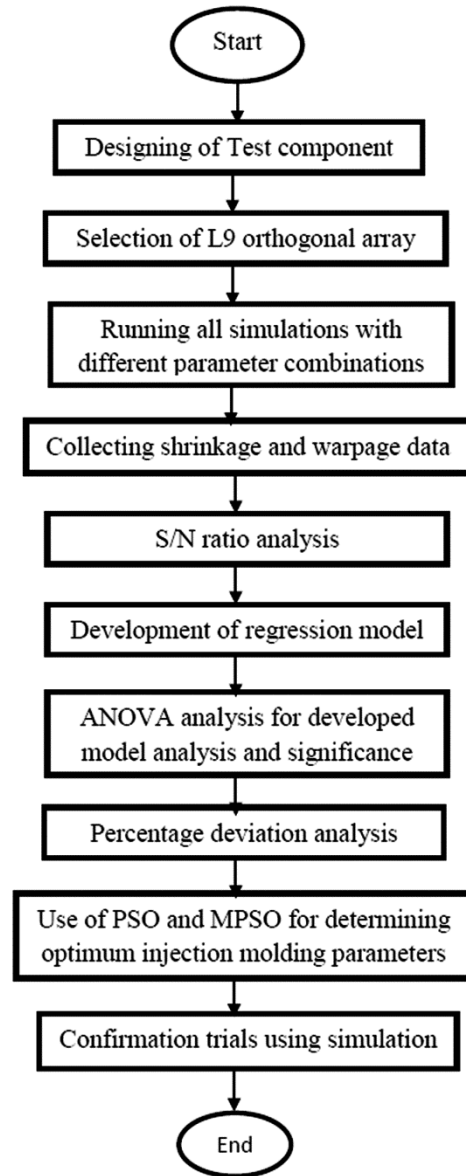 Start
Designing of Test component
Selection of L9 orthogonal array
Running all simulations with
different parameter combinations
Collecting shrinkage and warpage data
S/N ratio analysis
Development of regression model
ANOVA analysis for developed
model analysis and significance
Percentage deviation analysis
Use of PSO and MPSO for determining
optimum injection molding parameters
Confirmation trials using simulation
End